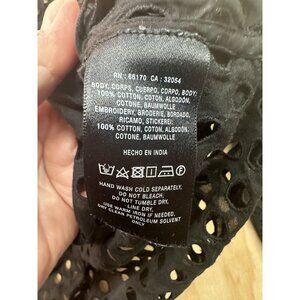 RN : 66170 CA : 32054
BODY, CORPS, CUERPO, CORPO, BODY:
100% COTTON, COTON, ALGODÓN,
COTONE, BAUMWOLLE
EMBROIDERY, BRODERIE, BORDADO,
RICAMO, STICKEREI:
100% COTTON, COTON, ALGODÓN,
COTONE, BAUMWOLLE
HECHO EN INDIA
HAND WASH COLD SEPARATELY.
DO NOT BLEACH.
DO NOT TUMBLE DRY.
LINE DRY.
USE WARM IRON IF NEEDED.
DRY CLEAN PETROLEUM SOLVENT
ONLY